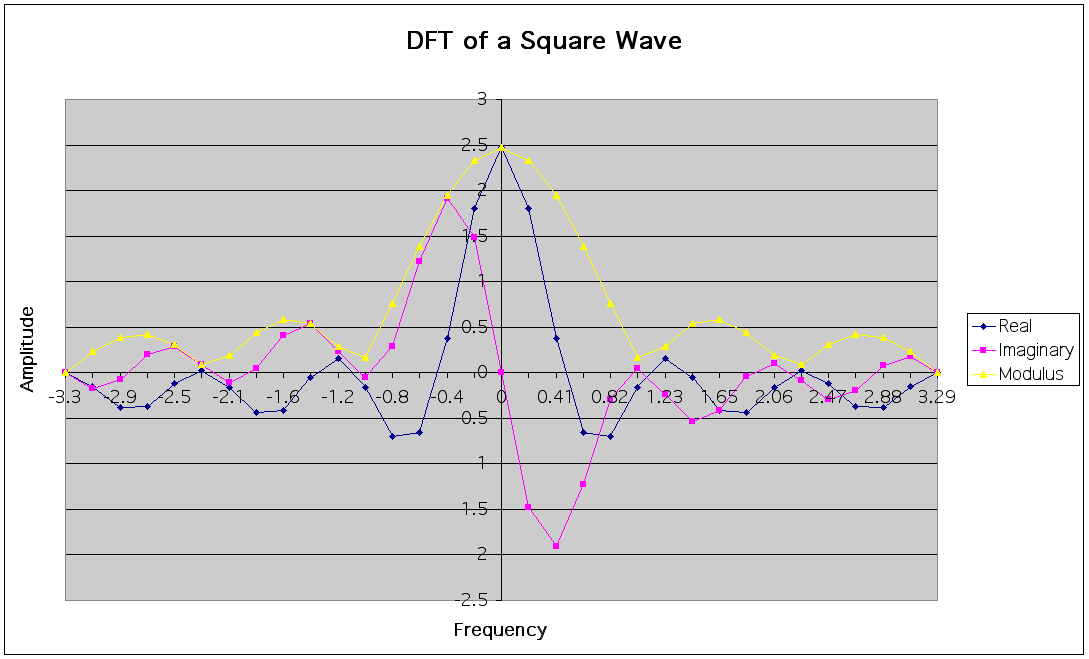 DFT of a Square Wave
3
2.5
2
1.5
1
0.5
0
-3.3 -2.9 -2.5 -2.1 -1.6 -1.2 -0.8 -0.4 0 0.41 0.82 1.23 1.65 2.06 2.47 2.88 3.29
0.5
1
1.5
2
-2.5
Amplitude
Frequency
Real
Imaginary
Modulus